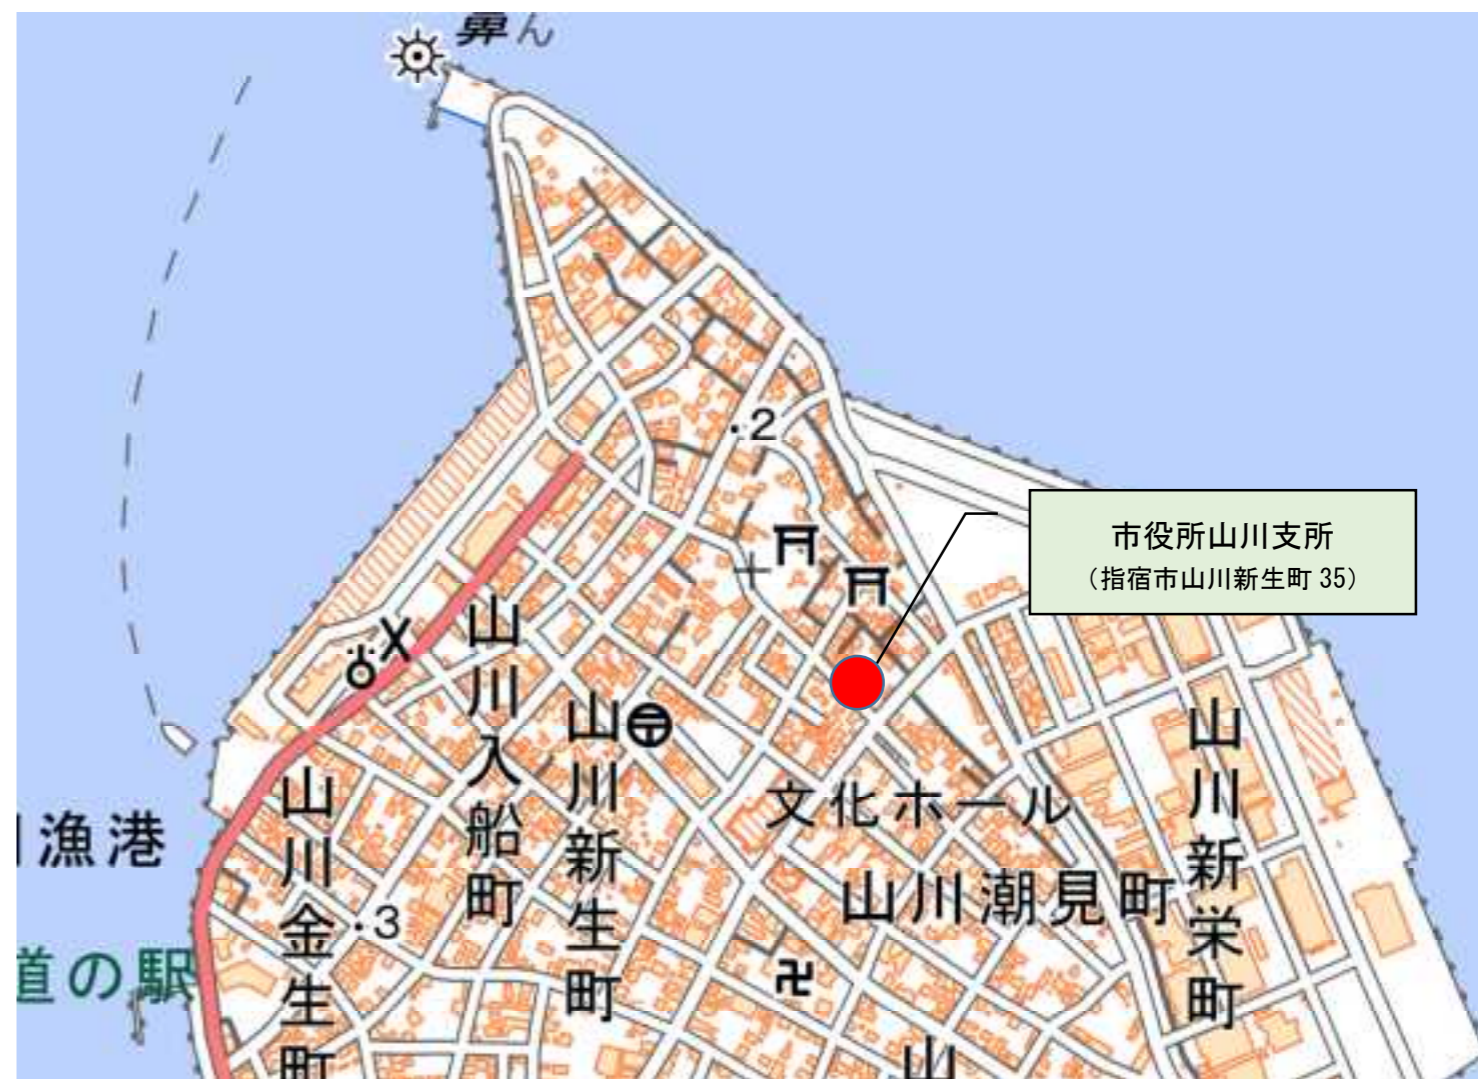 鼻ん
・2
市役所山川支所
（指宿市山川新生町 35）
山川入船町
山川新生町
文化ホール
山川新栄町
山川潮見町
漁港
山川金生町
・3
道の駅
山